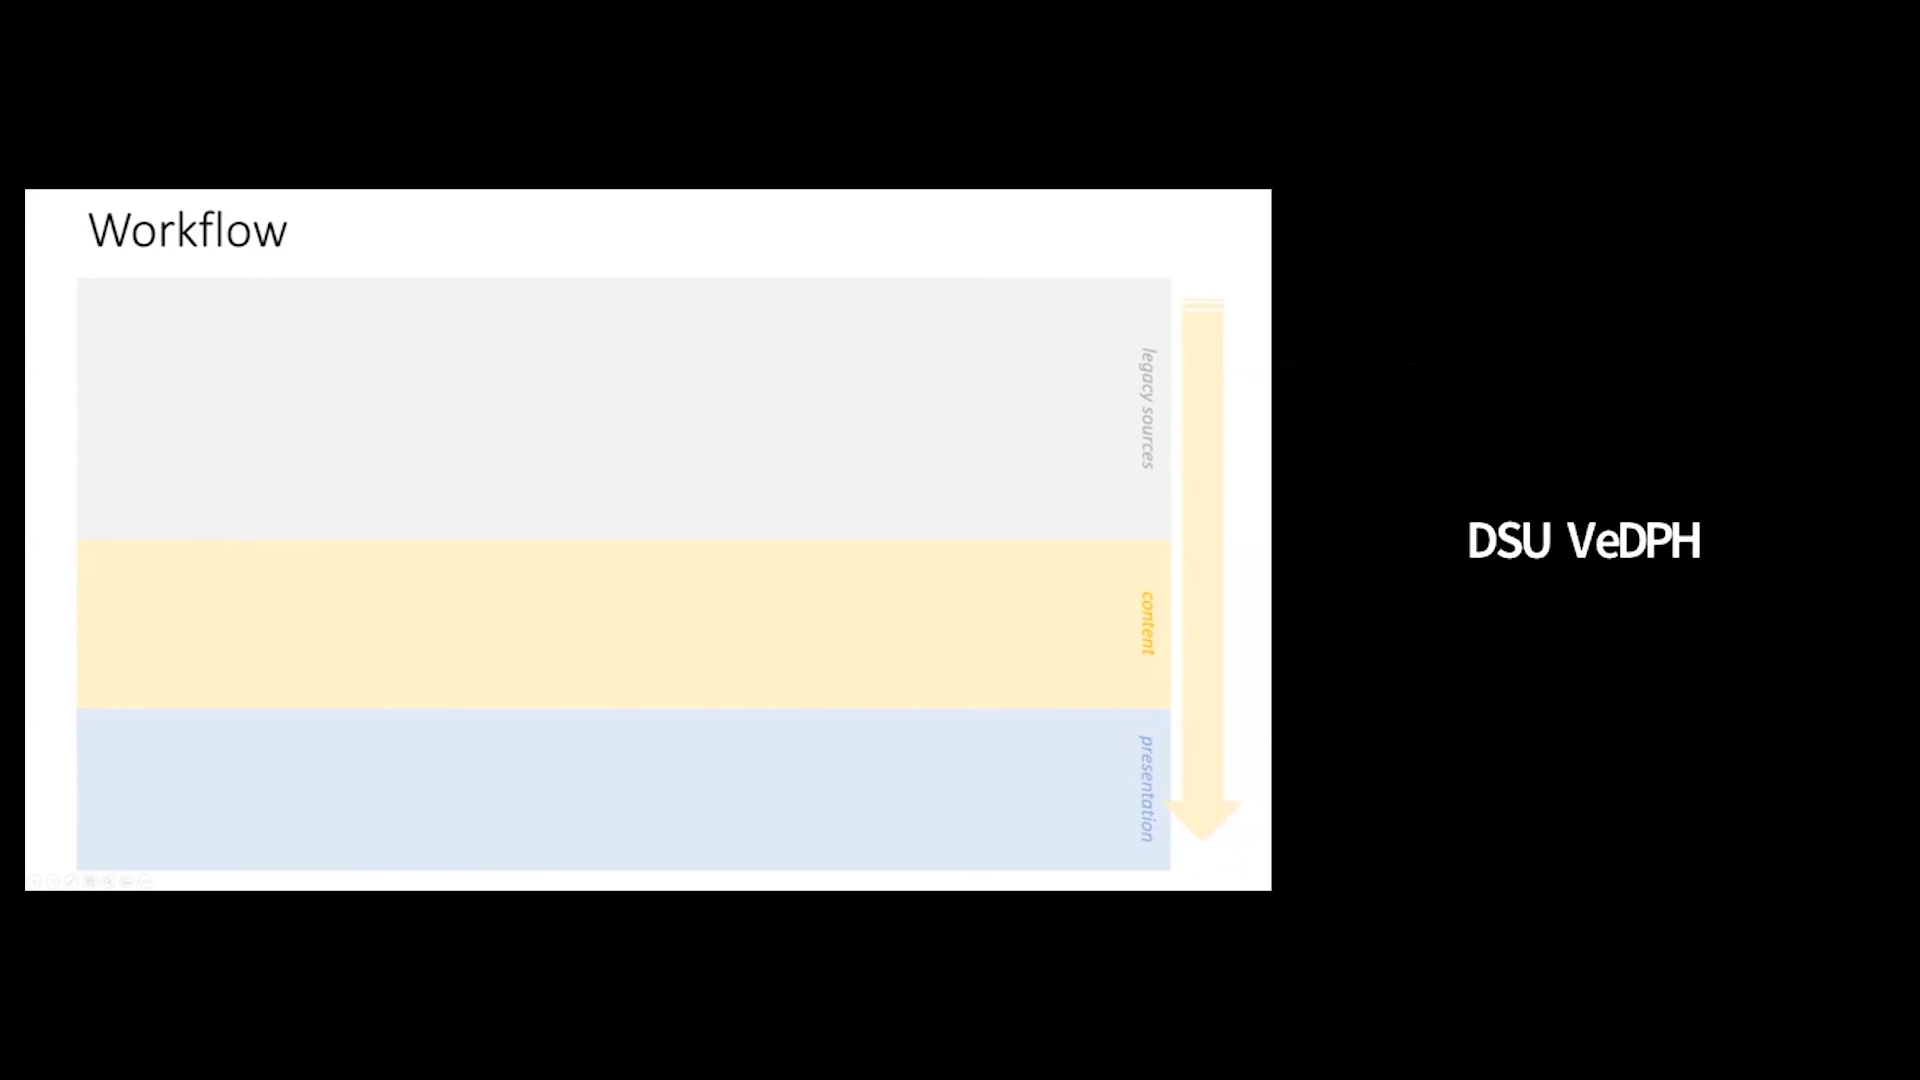 Workflow
legacy sources
content
presentation
DSU VeDPH